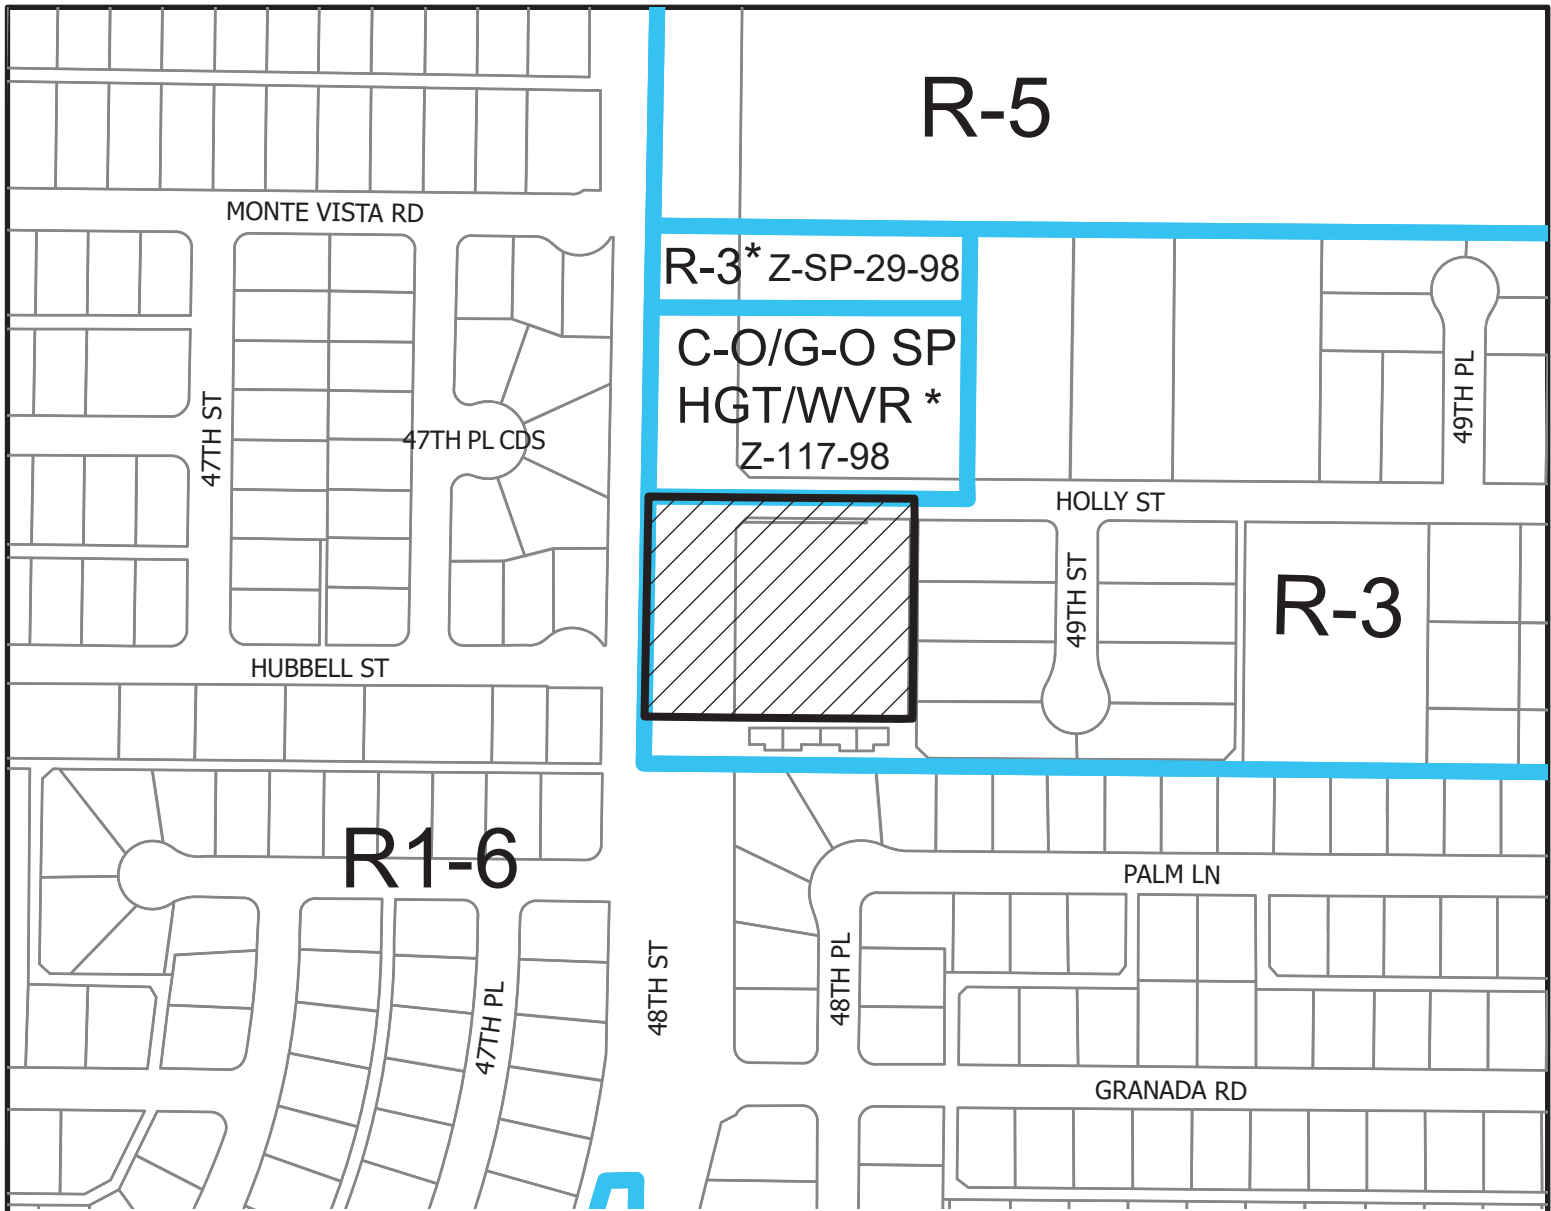 R-5
MONTE VISTA RD
R-3* Z-SP-29-98
C-O/G-O SP
HGT/WVR *
Z-117-98
47TH ST
47TH PL CDS
49TH PL
HOLLY ST
49TH ST
R-3
HUBBELL ST
R1-6
PALM LN
48TH ST
48TH PL
47TH PL
GRANADA RD